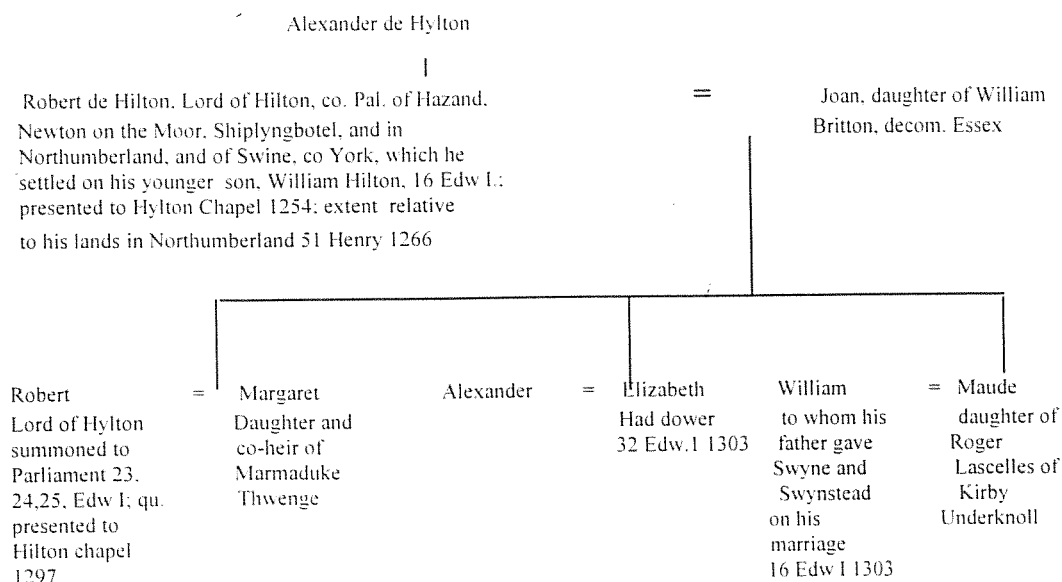 Alexander de Hylton
Robert de Hilton, Lord of Hilton, co. Pal. of Hazand,
Newton on the Moor, Shiplyngbotel, and in
Northumberland, and of Swine, co York, which he
settled on his younger son, William Hilton, 16 Edw I.;
presented to Hylton Chapel 1254; extent relative
to his lands in Northumberland 51 Henry 1266
=
Joan, daughter of William
Britton, decom. Essex
Robert
Lord of Hylton
summoned to
Parliament 23,
24,25, Edw I; qu.
presented to
Hilton chapel
1297
=
Margaret
Daughter and
co-heir of
Marmaduke
Thwenge
Alexander
=
Elizabeth
Had dower
32 Edw.I 1303
William
to whom his
father gave
Swyne and
Swynstead
on his
marriage
16 Edw I 1303
=
Maude
daughter of
Roger
Lascelles of
Kirby
Underknoll